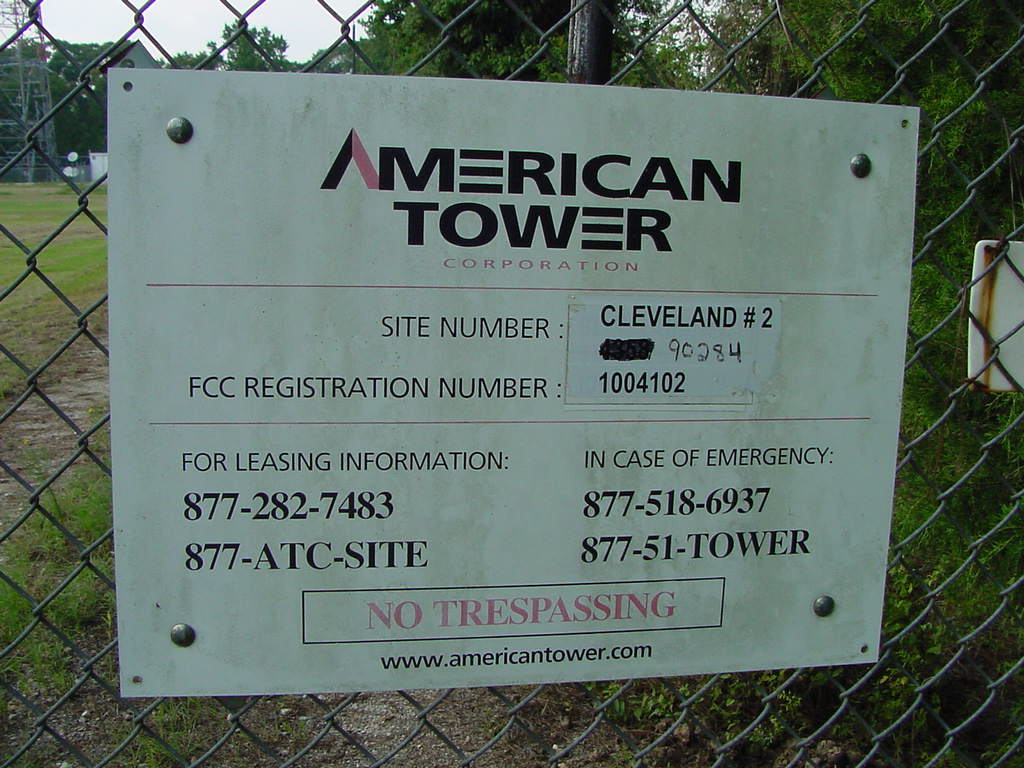 AMERICAN
TOWER
CORPORATION
SITE NUMBER : CLEVELAND # 2
90284
FCC REGISTRATION NUMBER : 1004102
FOR LEASING INFORMATION:
877-282-7483
877-ATC-SITE
IN CASE OF EMERGENCY:
877-518-6937
877-51-TOWER
NO TRESPASSING
www.americantower.com